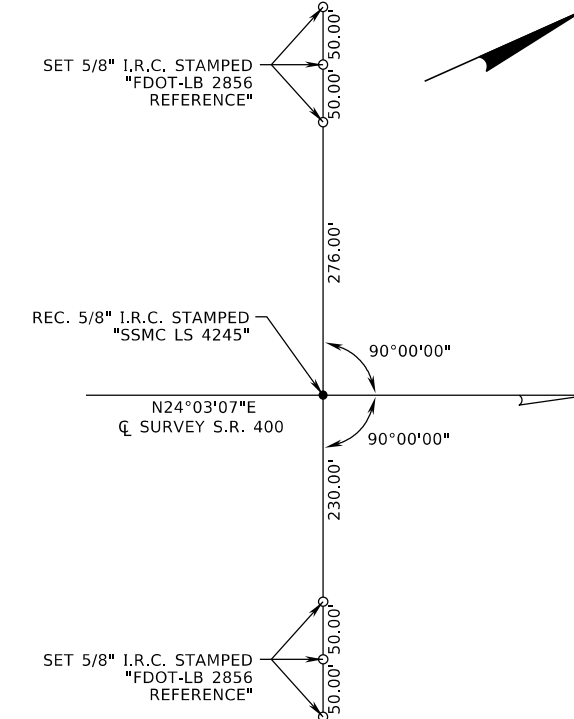 50.00'
SET 5/8" I.R.C. STAMPED
"FDOT-LB 2856
REFERENCE"
50.00'
276.00'
REC. 5/8" I.R.C. STAMPED
"SSMC LS 4245"
90°00'00"
N24°03'07"E
℄ SURVEY S.R. 400
90°00'00"
230.00'
50.00'
SET 5/8" I.R.C. STAMPED
"FDOT-LB 2856
REFERENCE"
50.00'